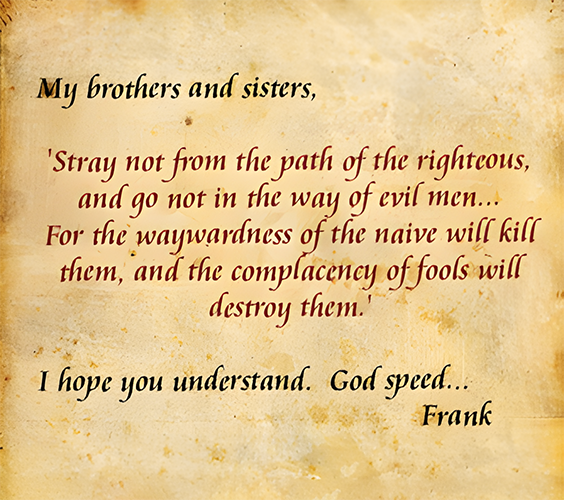 My brothers and sisters,
'Stray not from the path of the righteous,
and go not in the way of evil men...
For the waywardness of the naive will kill
them, and the complacency of fools will
destroy them.'
I hope you understand.  God speed...
Frank